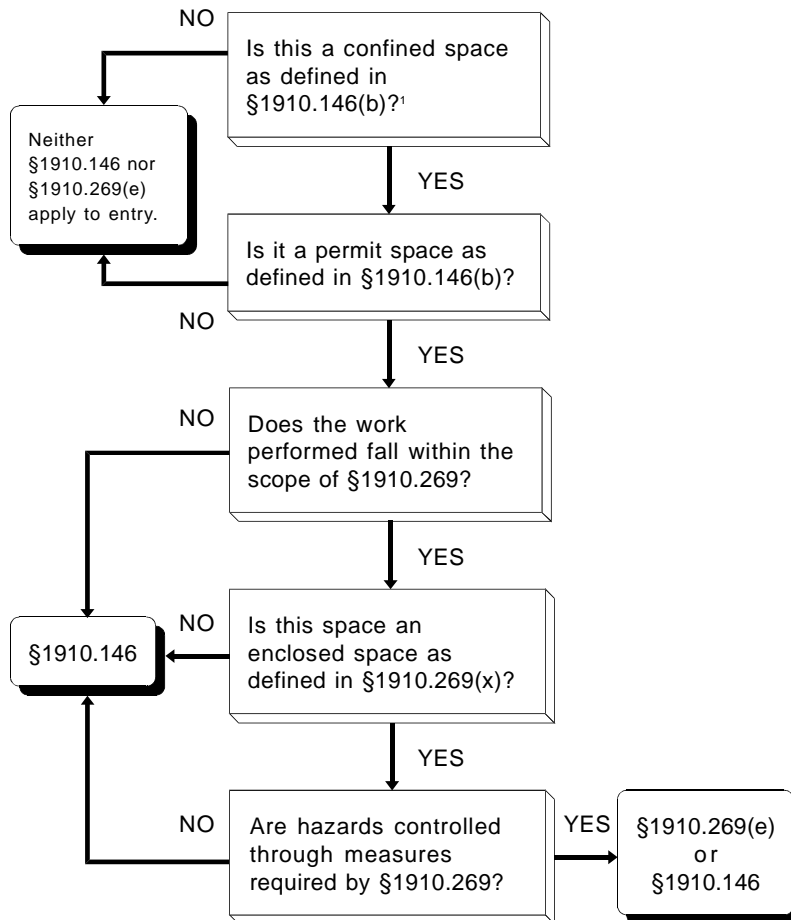 NO
Is this a confined space
as defined in
§1910.146(b)?¹
Neither
§1910.146 nor
§1910.269(e)
apply to entry.
YES
Is it a permit space as
defined in §1910.146(b)?
NO
YES
NO
Does the work
performed fall within the
scope of §1910.269?
YES
§1910.146
NO
Is this space an
enclosed space as
defined in §1910.269(x)?
YES
NO
Are hazards controlled
through measures
required by §1910.269?
YES
§1910.269(e)
or
§1910.146